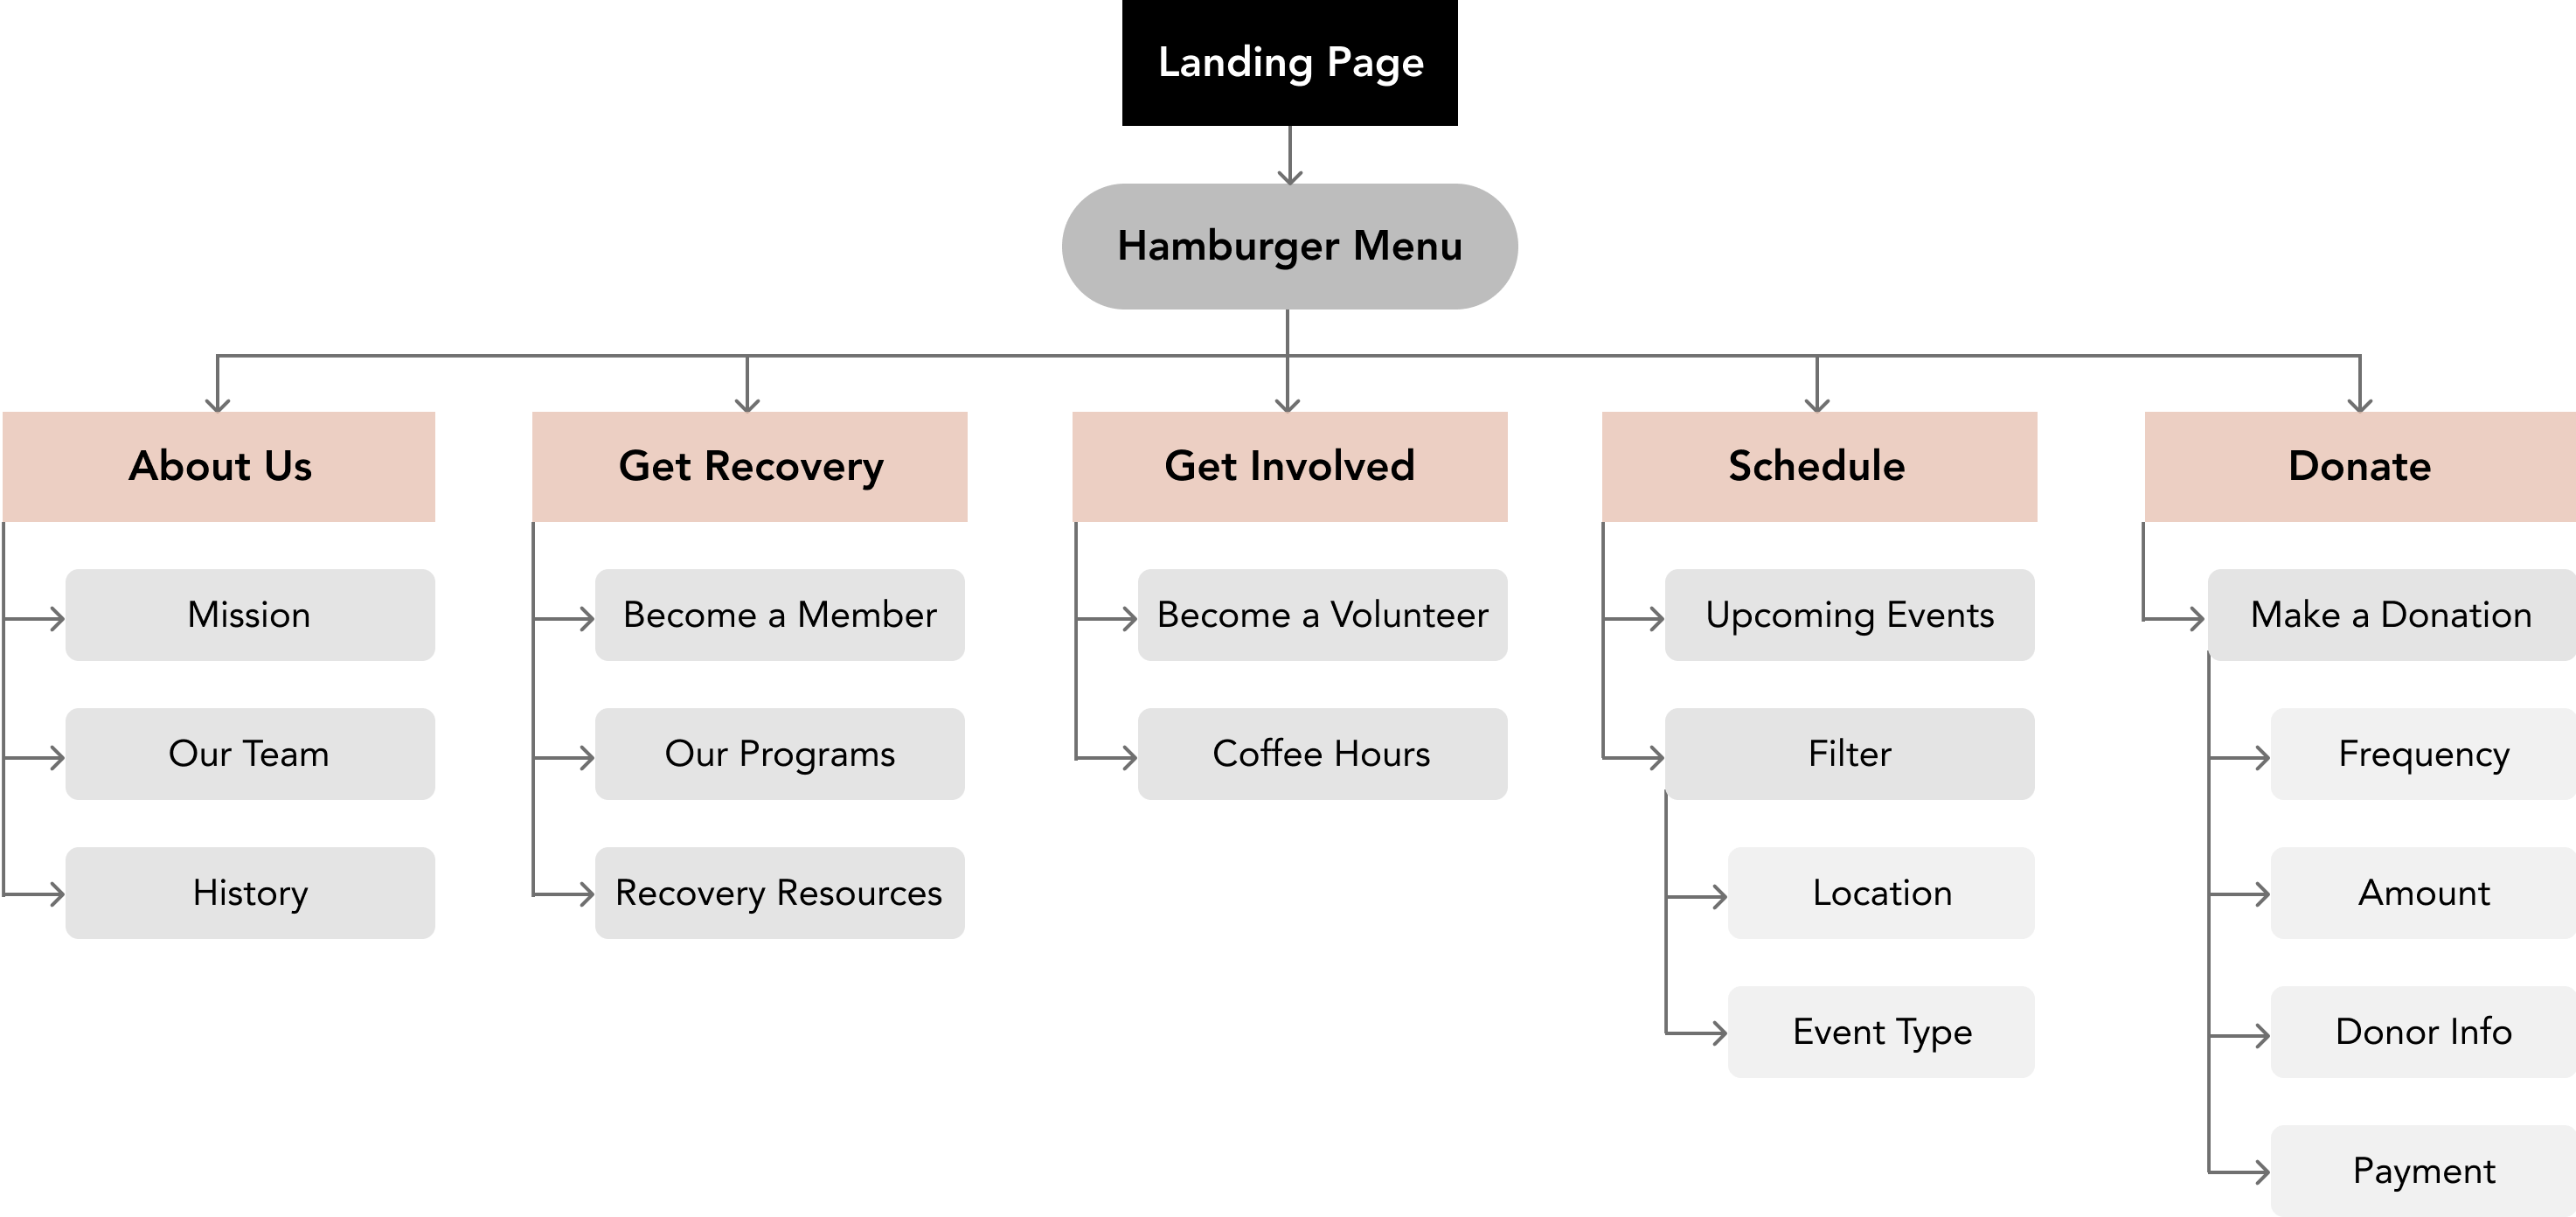 Landing Page
Hamburger Menu
About Us
Mission
Our Team
History
Get Recovery
Become a Member
Our Programs
Recovery Resources
Get Involved
Become a Volunteer
Coffee Hours
Schedule
Upcoming Events
Filter
Location
Event Type
Donate
Make a Donation
Frequency
Amount
Donor Info
Payment